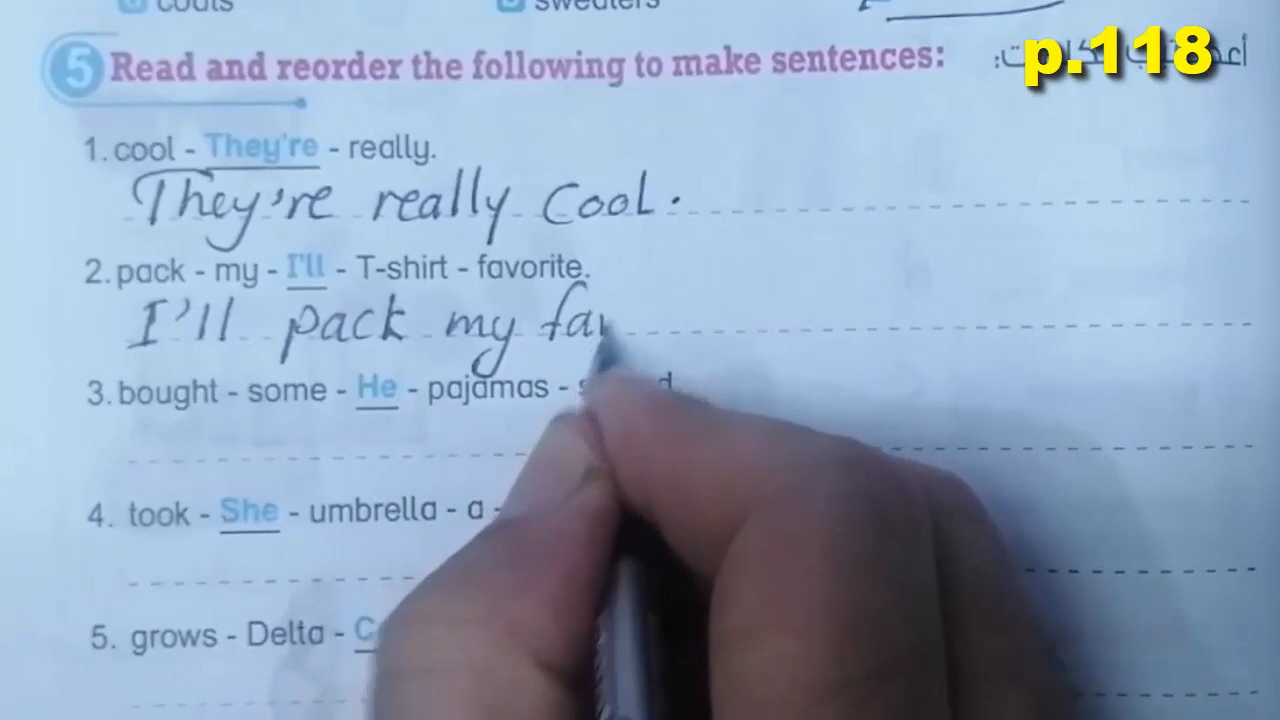 coats sweaters
5 Read and reorder the following to make sentences:
p.118
1. cool - They're - really.
They're really cool.
2. pack - my - I'll - T-shirt - favorite.
I'll pack my fav
3. bought - some - He - pajamas -
4. took - She - umbrella - a -
5. grows - Delta - C